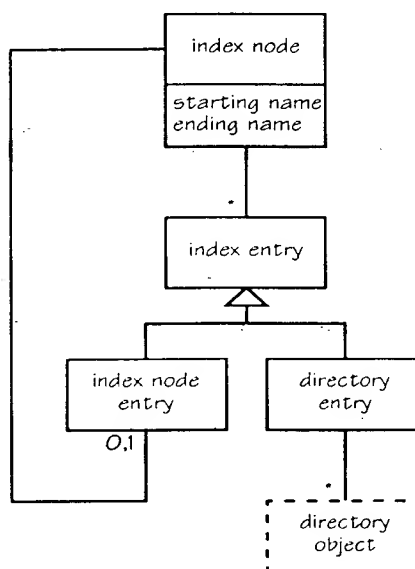 index node
starting name
ending name
index entry
index node
entry
directory
entry
0,1
directory
object